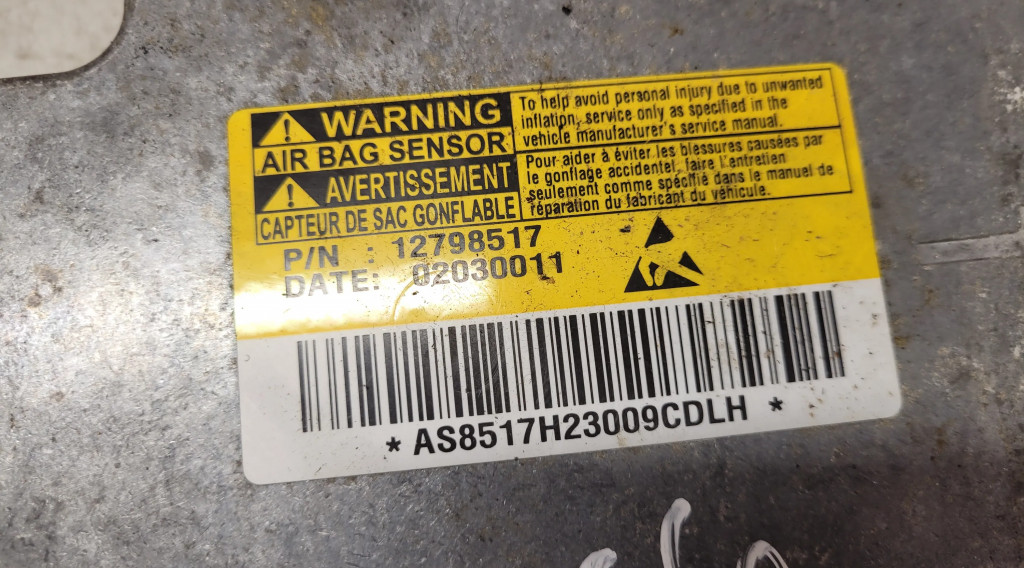 WARNING
AIR BAG SENSOR
To help avoid personal injury due to unwanted
inflation, service only as specified in the
vehicle manufacturer's service manual.
AVERTISSEMENT
CAPTEUR DE SAC GONFLABLE
Pour aider à éviter les blessures causées par
le gonflage accidentel, faire l'entretien
seulement comme spécifié dans le manuel de
réparation du fabricant du véhicule.
P/N : 12798517
DATE: 02030011
* AS8517H23009CDLH *